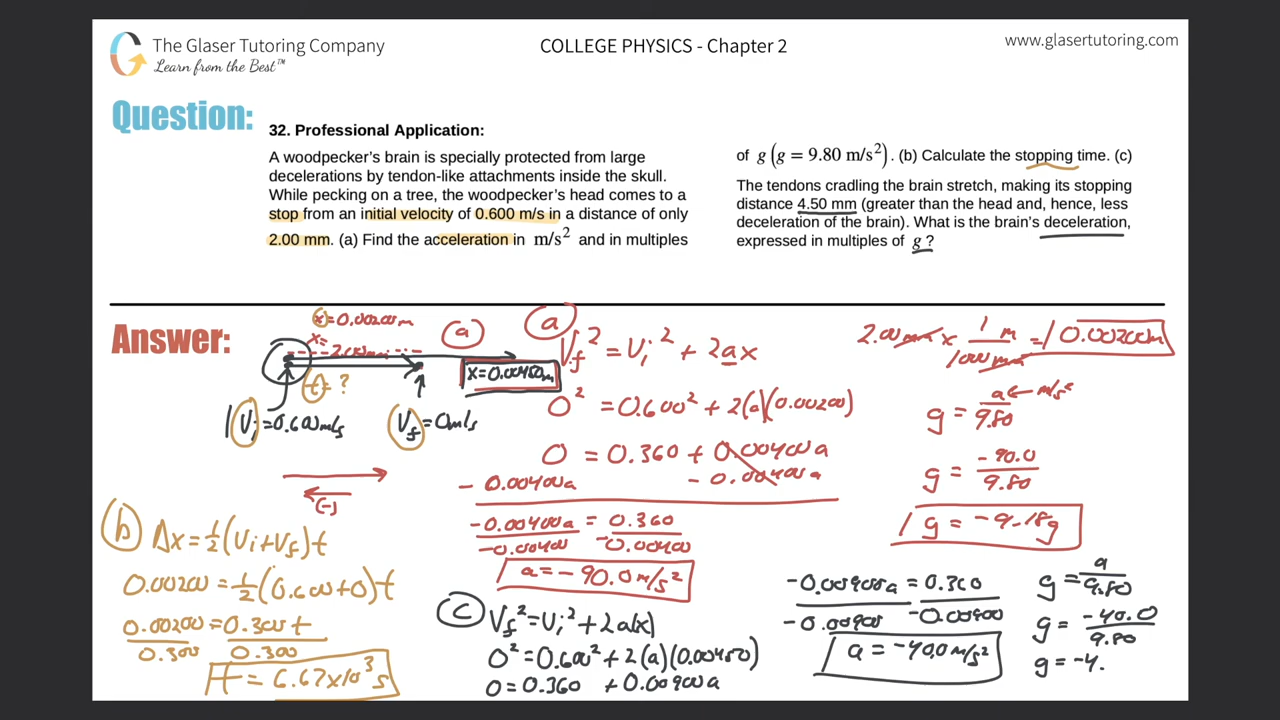 The Glaser Tutoring Company
Learn from the Best™
COLLEGE PHYSICS - Chapter 2
www.glasertutoring.com
Question:
32. Professional Application:
A woodpecker's brain is specially protected from large
decelerations by tendon-like attachments inside the skull.
While pecking on a tree, the woodpecker's head comes to a
stop from an initial velocity of 0.600 m/s in a distance of only
2.00 mm. (a) Find the acceleration in m/s² and in multiples
of g (g = 9.80 m/s²). (b) Calculate the stopping time. (c)
The tendons cradling the brain stretch, making its stopping
distance 4.50 mm (greater than the head and, hence, less
deceleration of the brain). What is the brain's deceleration,
expressed in multiples of g ?
Answer:
x=0.00200m
x=
2.00mm
t= ?
Vi=0.600m/s
Vf=0m/s
(-)
a
x=0.00450m
a
Vf² = Vi² + 2ax
0² = 0.600² + 2(a)(0.00200)
0 = 0.360 + 0.00400a
- 0.00400a - 0.00400a
-0.00400a = 0.360
-0.00400 -0.00400
a = -90.0 m/s²
2.00mm x 1 m / 1000mm = 0.00200m
g = a / 9.80 ← m/s²
g = -90.0 / 9.80
g = -9.18g
b
Δx = ½(Vi+Vf)t
0.00200 = ½(0.600+0)t
0.00200 = 0.300t
0.300 0.300
t = 6.67x10³ s
c
Vf² = Vi² + 2a(x)
0² = 0.600² + 2(a)(0.00450)
0 = 0.360 + 0.00900a
-0.00900a = 0.360
-0.00900 -0.00900
a = -40.0 m/s²
g = a / 9.80
g = -40.0 / 9.80
g = -4.